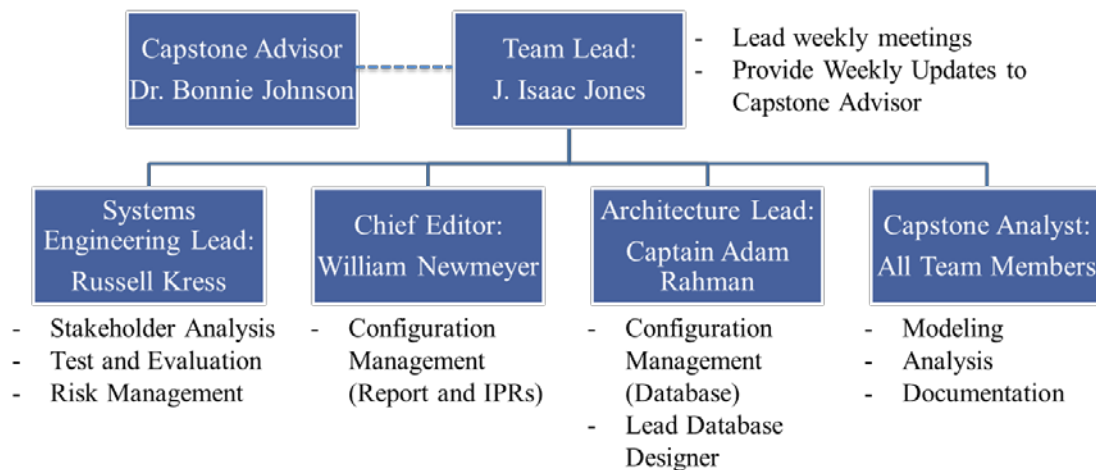 Capstone Advisor
Dr. Bonnie Johnson
Team Lead:
J. Isaac Jones
- Lead weekly meetings
- Provide Weekly Updates to
Capstone Advisor
Systems
Engineering Lead:
Russell Kress
- Stakeholder Analysis
- Test and Evaluation
- Risk Management
Chief Editor:
William Newmeyer
- Configuration
Management
(Report and IPRs)
Architecture Lead:
Captain Adam
Rahman
- Configuration
Management
(Database)
- Lead Database
Designer
Capstone Analyst:
All Team Members
- Modeling
- Analysis
- Documentation